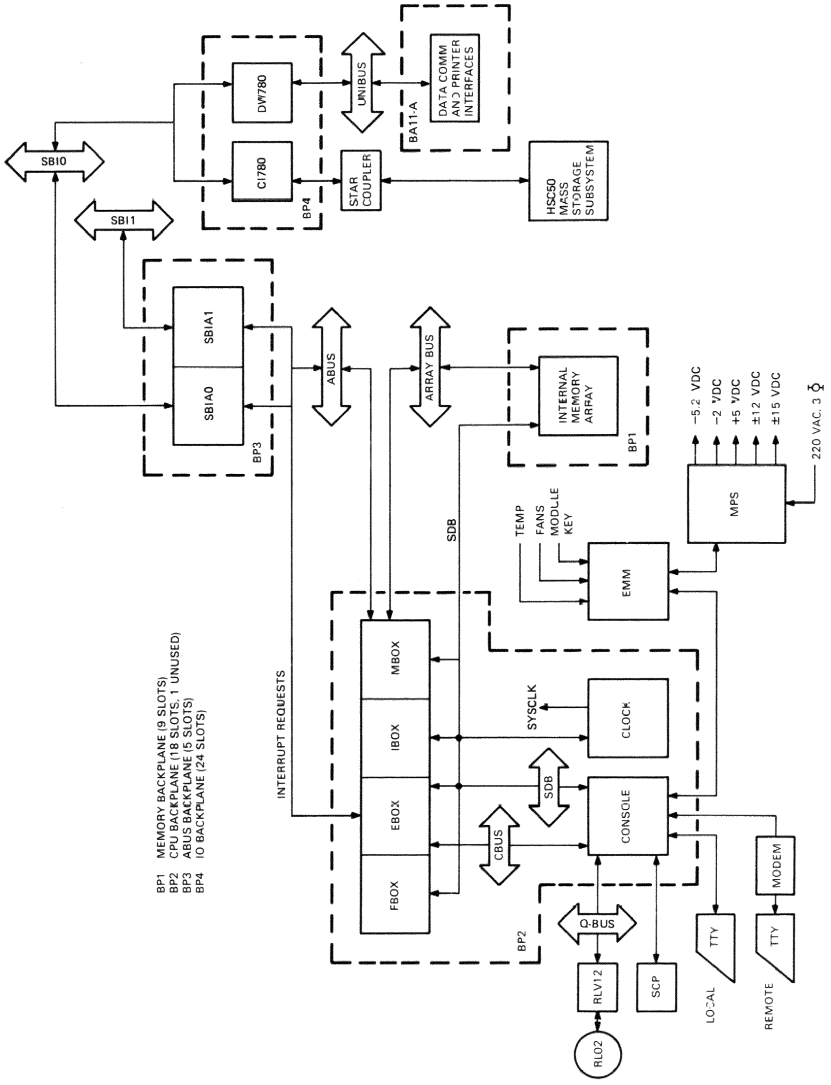 BP1 MEMORY BACKPLANE (9 SLOTS)
BP2 CPU BACKPLANE (18 SLOTS, 1 UNUSED)
BP3 ABUS BACKPLANE (5 SLOTS)
BP4 IO BACKPLANE (24 SLOTS)
SBI0
SBI1
SBIA0
SBIA1
BP3
CI780
DW780
BP4
UNIBUS
STAR
COUPLER
BA11-A
DATA COMM
AND PRINTER
INTERFACES
HSC50
MASS
STORAGE
SUBSYSTEM
INTERRUPT REQUESTS
ABUS
ARRAY BUS
INTERNAL
MEMORY
ARRAY
BP1
SDB
FBOX
EBOX
IBOX
MBOX
CBUS
SDB
SYSCLK
CONSOLE
CLOCK
BP2
TEMP
FANS
MODULE
KEY
EMM
MPS
-5.2 VDC
-2 VDC
+5 VDC
±12 VDC
±15 VDC
220 VAC, 3 ϕ
Q-BUS
RL02
RLV12
SCP
LOCAL
TTY
REMOTE
TTY
MODEM